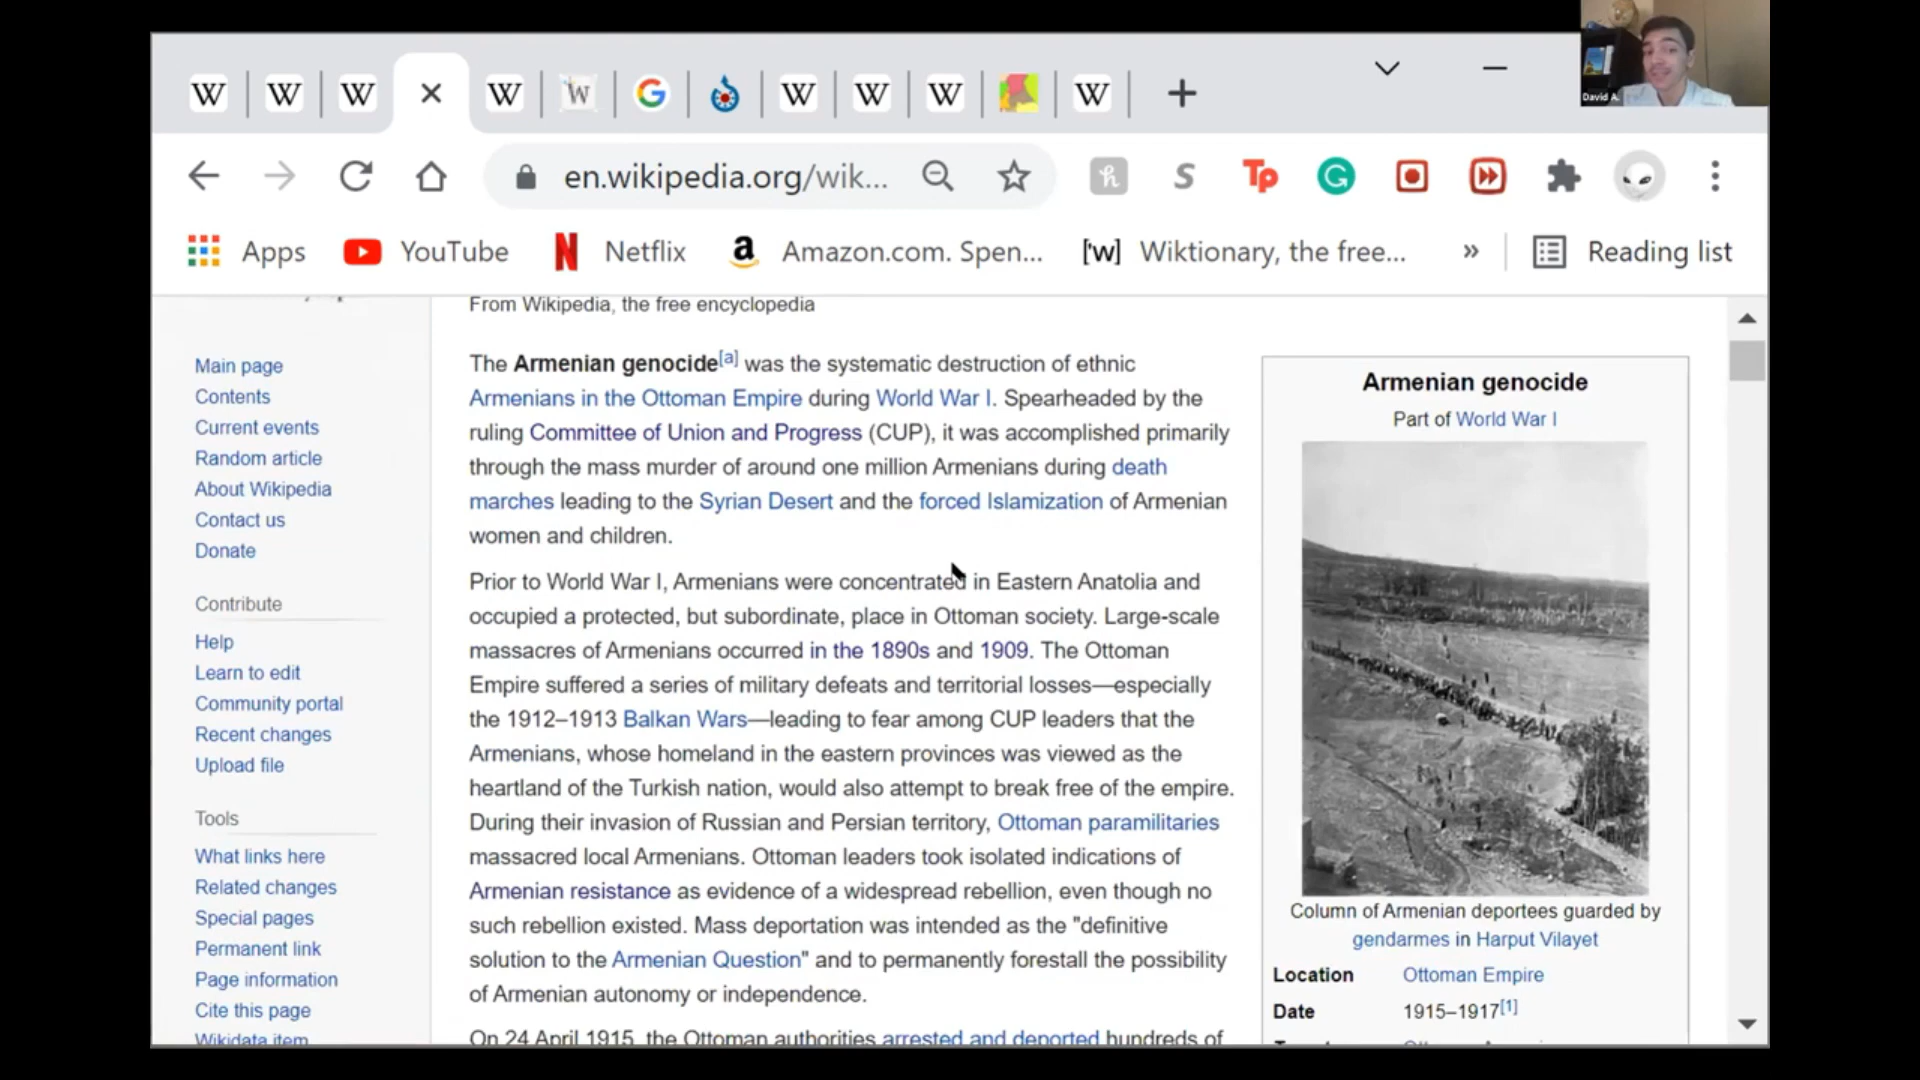 David A.
en.wikipedia.org/wik...
Apps
YouTube
Netflix
Amazon.com. Spen...
['w] Wiktionary, the free...
Reading list
From Wikipedia, the free encyclopedia
Main page
Contents
Current events
Random article
About Wikipedia
Contact us
Donate
Contribute
Help
Learn to edit
Community portal
Recent changes
Upload file
Tools
What links here
Related changes
Special pages
Permanent link
Page information
Cite this page
Wikidata item
The Armenian genocide[a] was the systematic destruction of ethnic
Armenians in the Ottoman Empire during World War I. Spearheaded by the
ruling Committee of Union and Progress (CUP), it was accomplished primarily
through the mass murder of around one million Armenians during death
marches leading to the Syrian Desert and the forced Islamization of Armenian
women and children.
Prior to World War I, Armenians were concentrated in Eastern Anatolia and
occupied a protected, but subordinate, place in Ottoman society. Large-scale
massacres of Armenians occurred in the 1890s and 1909. The Ottoman
Empire suffered a series of military defeats and territorial losses—especially
the 1912–1913 Balkan Wars—leading to fear among CUP leaders that the
Armenians, whose homeland in the eastern provinces was viewed as the
heartland of the Turkish nation, would also attempt to break free of the empire.
During their invasion of Russian and Persian territory, Ottoman paramilitaries
massacred local Armenians. Ottoman leaders took isolated indications of
Armenian resistance as evidence of a widespread rebellion, even though no
such rebellion existed. Mass deportation was intended as the "definitive
solution to the Armenian Question" and to permanently forestall the possibility
of Armenian autonomy or independence.
On 24 April 1915, the Ottoman authorities arrested and deported hundreds of
Armenian genocide
Part of World War I
Column of Armenian deportees guarded by
gendarmes in Harput Vilayet
Location Ottoman Empire
Date 1915–1917[1]